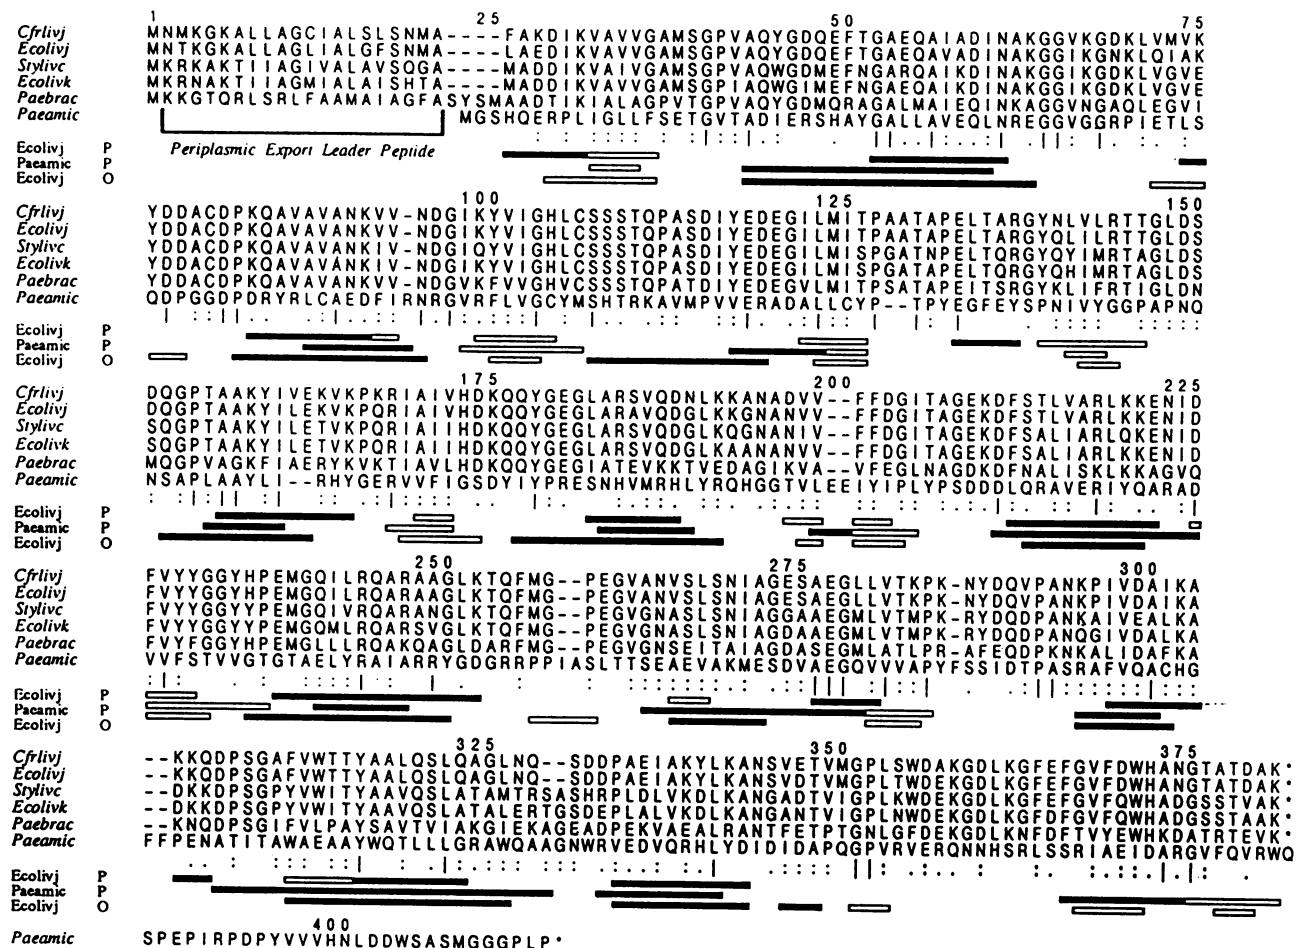 1 25 50 75
Cfrlivj MNMKGKALLAGCIALSLSNMA----FAKDIKVAVVGAMSGPVAQYGDQEFTGAEQAIADINAKGGVKGDKLVMVK
Ecolivj MNTKGKALLAGLIALAFSNMA----LAEDIKVAVVGAMSGPVAQYGDQEFTGAEQAVADINAKGGIKGNKLQIAK
Stylivc MKRKAKTIIAGIVALAVSQGA----MADDIKVAIVGAMSGPVAQWGDMEFNGARQAIKDINAKGGIKGDKLVGVE
Ecolivk MKRNAKTIIAGMIALAISHTA----MADDIKVAVVGAMSGPIAQWGIMEFNGAEQAIKDINAKGGIKGDKLVGVE
Paebrac MKKGTQRLSRLFAAMAIAGFASYSMAADTIKIALAGPVTGPVAQYGDMQRAGALMAIEQINKAGGVNGAQLEGVI
Paeamic MGSHQERPLIGLLFSETGVTADIERSHAYGALLAVEQLNREGGVGGRPIETLS
Periplasmic Export Leader Peptide
Ecolivj P
Paeamic P
Ecolivj O
100 125 150
Cfrlivj YDDACDPKQAVAVANKVV-NDGIKYVIGHLCSSSTQPASDIYEDEGILMITPAATAPELTARGYNLVLRTTGLDS
Ecolivj YDDACDPKQAVAVANKVV-NDGIKYVIGHLCSSSTQPASDIYEDEGILMITPAATAPELTARGYQLILRTTGLDS
Stylivc YDDACDPKQAVAVANKIV-NDGIQYVIGHLCSSSTQPASDIYEDEGILMISPGATNPELTQRGYQYIMRTAGLDS
Ecolivk YDDACDPKQAVAVANKIV-NDGIKYVIGHLCSSSTQPASDIYEDEGILMISPGATAPELTQRGYQHIMRTAGLDS
Paebrac YDDACDPKQAVAVANKVV-NDGVKFVVGHVCSSSTQPATDIYEDEGVLMITPSATAPEITSRGYKLIFRTIGLDN
Paeamic QDPGGDPDRYRLCAEDFIRNRGVRFLVGCYMSHTRKAVMPVVERADALLCYP--TPYEGFEYSPNIVYGGPAPNQ
Ecolivj P
Paeamic P
Ecolivj O
175 200 225
Cfrlivj DQGPTAAKYIVEKVKPKRIAIVHDKQQYGEGLARSVQDNLKKANADVV--FFDGITAGEKDFSTLVARLKKENID
Ecolivj DQGPTAAKYILEKVKPQRIAIVHDKQQYGEGLARAVQDGLKKGNANVV--FFDGITAGEKDFSTLVARLKKENID
Stylivc SQGPTAAKYILETVKPQRIAIIHDKQQYGEGLARSVQDGLKQGNANIV--FFDGITAGEKDFSALIARLQKENID
Ecolivk SQGPTAAKYILETVKPQRIAIIHDKQQYGEGLARSVQDGLKAANANVV--FFDGITAGEKDFSALIARLKKENID
Paebrac MQGPVAGKFIAERYKVKTIAVLHDKQQYGEGIATEVKKTVEDAGIKVA--VFEGLNAGDKDFNALISKLKKAGVQ
Paeamic NSAPLAAYLI--RHYGERVVFIGSDYIYPRESNHVMRHLYRQHGGTVLEEIYIPLYPSDDDLQRAVERIYQARAD
Ecolivj P
Paeamic P
Ecolivj O
250 275 300
Cfrlivj FVYYGGYHPEMGQILRQARAAGLKTQFMG--PEGVANVSLSNIAGESAEGLLVTKPK-NYDQVPANKPIVDAIKA
Ecolivj FVYYGGYHPEMGQILRQARAAGLKTQFMG--PEGVANVSLSNIAGESAEGLLVTKPK-NYDQVPANKPIVDAIKA
Stylivc FVYYGGYYPEMGQIVRQARANGLKTQFMG--PEGVGNASLSNIAGGAAEGMLVTMPK-RYDQDPANKAIVEALKA
Ecolivk FVYYGGYYPEMGQMLRQARSVGLKTQFMG--PEGVGNASLSNIAGDAAEGMLVTMPK-RYDQDPANQGIVDALKA
Paebrac FVYFGGYHPEMGLLLRQAKQAGLDARFMG--PEGVGNSEITAIAGDASEGMLATLPR-AFEQDPKNKALIDAFKA
Paeamic VVFSTVVGTGTAELYRAIARRYGDGRRPPIASLTTSEAEVAKMESDVAEGQVVVAPYFSSIDTPASRAFVQACHG
Ecolivj P
Paeamic P
Ecolivj O
325 350 375
Cfrlivj --KKQDPSGAFVWTTYAALQSLQAGLNQ--SDDPAEIAKYLKANSVETVMGPLSWDAKGDLKGFEFGVFDWHANGTATDAK*
Ecolivj --KKQDPSGAFVWTTYAALQSLQAGLNQ--SDDPAEIAKYLKANSVDTVMGPLTWDEKGDLKGFEFGVFDWHANGTATDAK*
Stylivc --DKKDPSGPYVWITYAAVQSLATAMTRSASHRPLDLVKDLKANGADTVIGPLKWDEKGDLKGFEFGVFQWHADGSSTVAK*
Ecolivk --DKKDPSGPYVWITYAAVQSLATALERTGSDEPLALVKDLKANGANTVIGPLNWDEKGDLKGFDFGVFQWHADGSSTAAK*
Paebrac --KNQDPSGIFVLPAYSAVTVIAKGIEKAGEADPEKVAEALRANTFETPTGNLGFDEKGDLKNFDFTVYEWHKDATRTEVK*
Paeamic FFPENATITAWAEAAYWQTLLLGRAWQAAGNWRVEDVQRHLYDIDIDAPQGPVRVERQNNHSRLSSRIAEIDARGVFQVRWQ
Ecolivj P
Paeamic P
Ecolivj O
400
Paeamic SPEPIRPDPYVVVHNLDDWSASMGGGPLP*